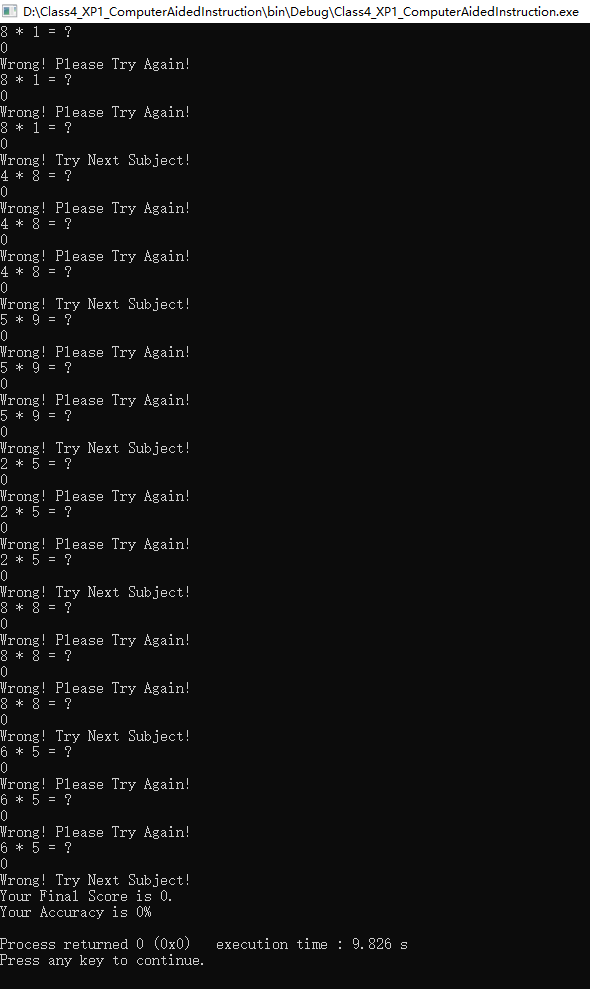 D:\Class4_XP1_ComputerAidedInstruction\bin\Debug\Class4_XP1_ComputerAidedInstruction.exe
8 * 1 = ?
0
Wrong! Please Try Again!
8 * 1 = ?
0
Wrong! Please Try Again!
8 * 1 = ?
0
Wrong! Try Next Subject!
4 * 8 = ?
0
Wrong! Please Try Again!
4 * 8 = ?
0
Wrong! Please Try Again!
4 * 8 = ?
0
Wrong! Try Next Subject!
5 * 9 = ?
0
Wrong! Please Try Again!
5 * 9 = ?
0
Wrong! Please Try Again!
5 * 9 = ?
0
Wrong! Try Next Subject!
2 * 5 = ?
0
Wrong! Please Try Again!
2 * 5 = ?
0
Wrong! Please Try Again!
2 * 5 = ?
0
Wrong! Try Next Subject!
8 * 8 = ?
0
Wrong! Please Try Again!
8 * 8 = ?
0
Wrong! Please Try Again!
8 * 8 = ?
0
Wrong! Try Next Subject!
6 * 5 = ?
0
Wrong! Please Try Again!
6 * 5 = ?
0
Wrong! Please Try Again!
6 * 5 = ?
0
Wrong! Try Next Subject!
Your Final Score is 0.
Your Accuracy is 0%
Process returned 0 (0x0)   execution time : 9.826 s
Press any key to continue.